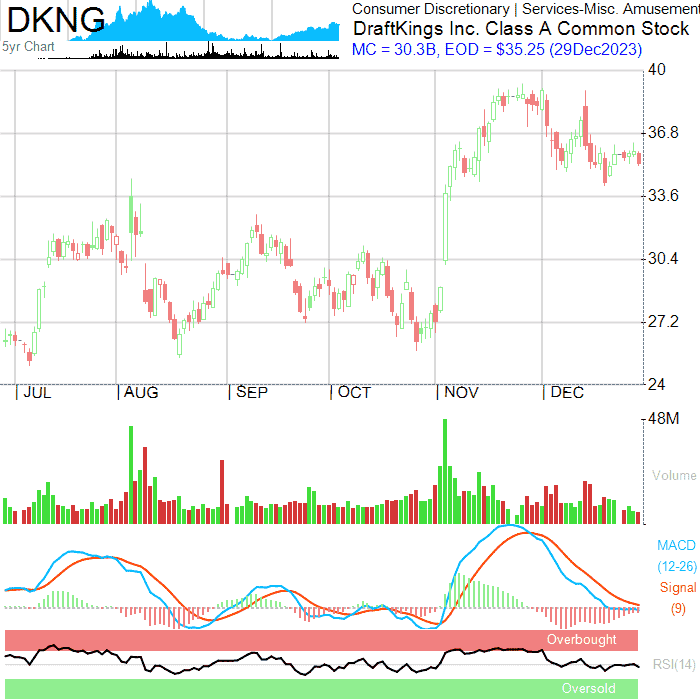 DKNG
5yr Chart
Consumer Discretionary | Services-Misc. Amusement
DraftKings Inc. Class A Common Stock
MC = 30.3B, EOD = $35.25 (29Dec2023)
40
36.8
33.6
30.4
27.2
24
| JUL | AUG | SEP | OCT | NOV | DEC
48M
Volume
MACD
(12-26)
Signal
(9)
Overbought
RSI(14)
Oversold